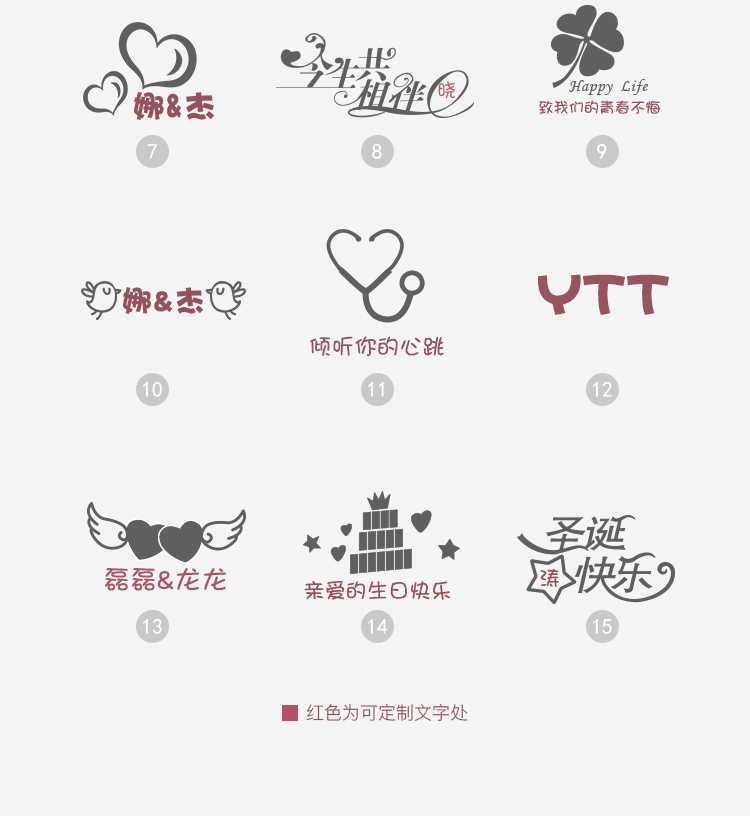 娜&杰
今生共
相伴
晓
Happy Life
致我们的青春不悔
7
8
9
娜&杰
倾听你的心跳
YTT
10
11
12
磊磊&龙龙
亲爱的生日快乐
圣诞
涛
快乐
13
14
15
红色为可定制文字处